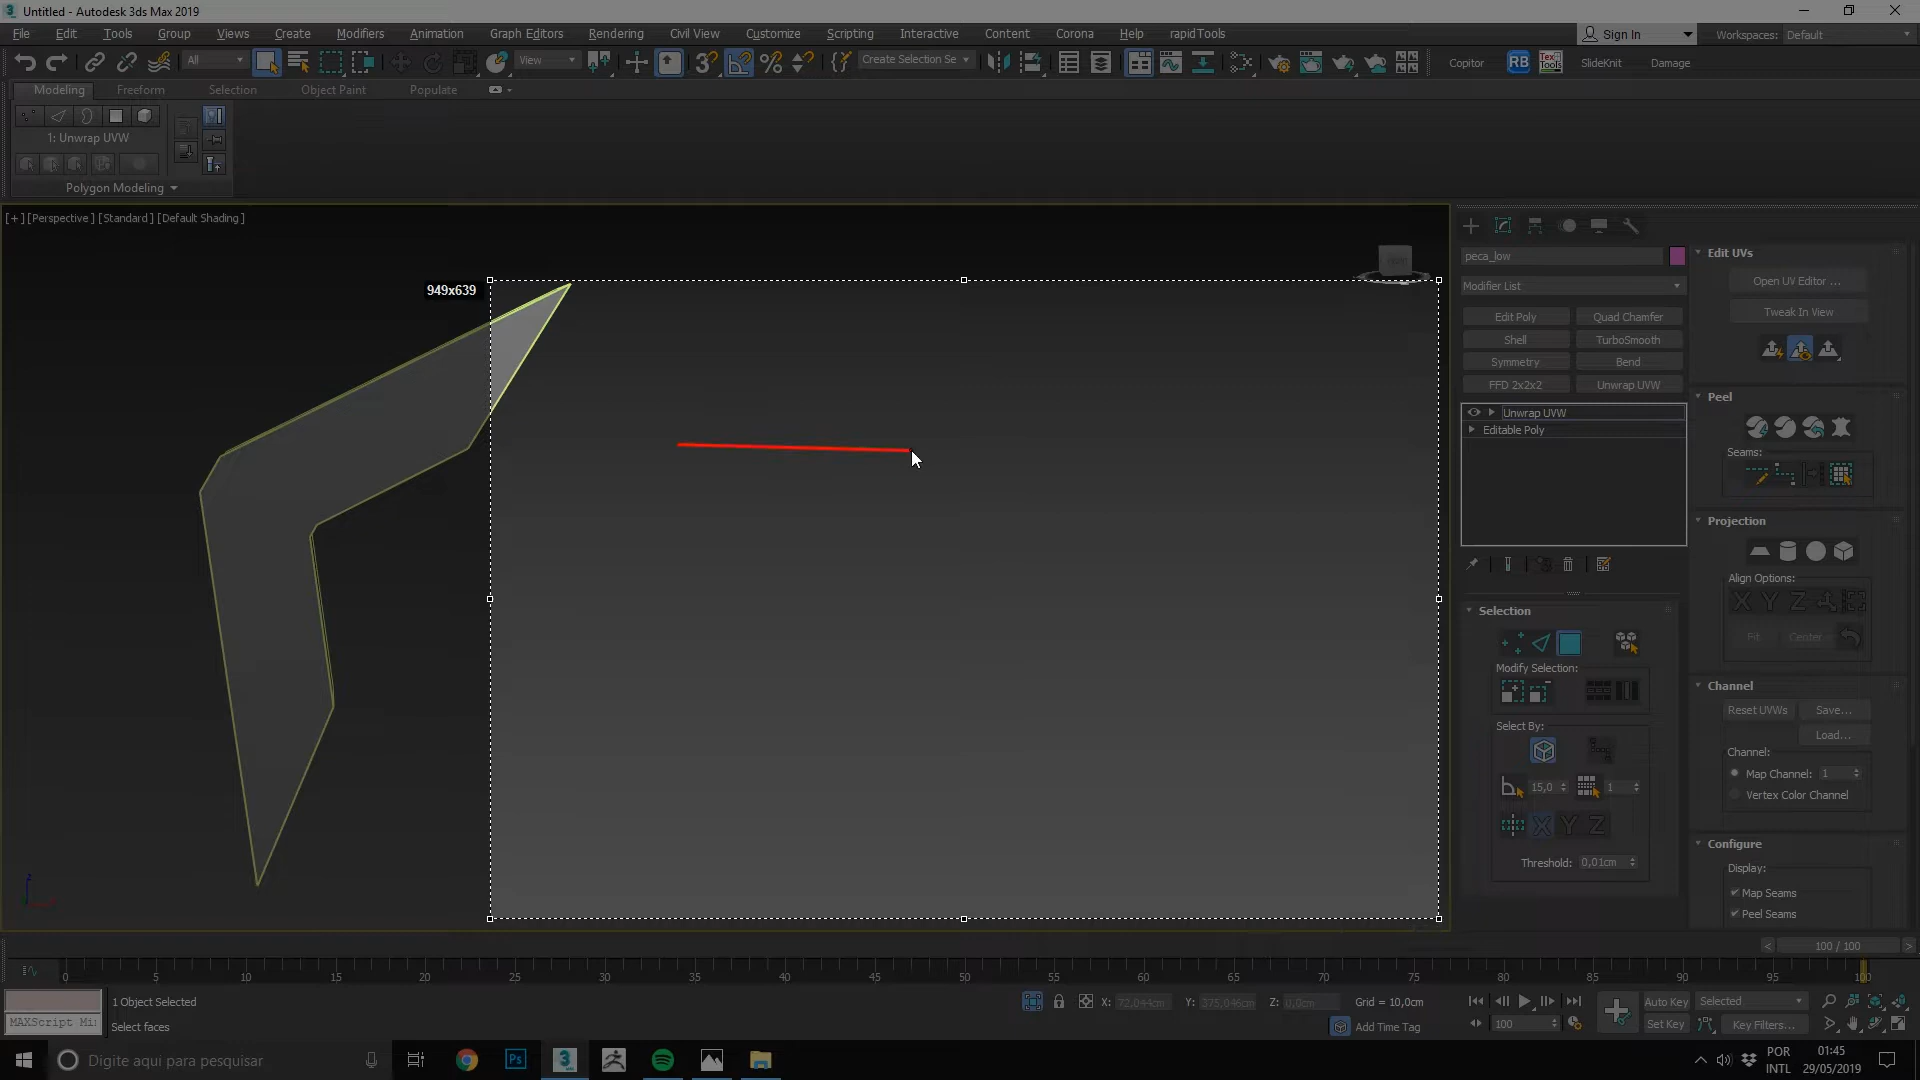 Untitled - Autodesk 3ds Max 2019
File Edit Tools Group Views Create Modifiers Animation Graph Editors Rendering Civil View Customize Scripting Interactive Content Corona Help rapidTools
Sign In Workspaces: Default
All View Create Selection Se Copitor RB Tex Tools SlideKnit Damage
Modeling Freeform Selection Object Paint Populate
1: Unwrap UVW
Polygon Modeling
[+] [Perspective] [Standard] [Default Shading]
949x639
peca_low
Modifier List
Edit Poly Quad Chamfer
Shell TurboSmooth
Symmetry Bend
FFD 2x2x2 Unwrap UVW
Unwrap UVW
Editable Poly
Selection
Modify Selection:
Select By:
15,0 1
X Y Z
Threshold: 0,01cm
Edit UVs
Open UV Editor ...
Tweak In View
Peel
Seams:
Projection
Align Options:
X Y Z
Fit Center
Channel
Reset UVWs Save...
Load...
Channel:
Map Channel: 1
Vertex Color Channel
Configure
Display:
Map Seams
Peel Seams
< 100 / 100 >
0 5 10 15 20 25 30 35 40 45 50 55 60 65 70 75 80 85 90 95 100
1 Object Selected X: 72,044cm Y: 375,046cm Z: 0,0cm Grid = 10,0cm Auto Key Selected
MAXScript Mi Select faces Add Time Tag 100 Set Key Key Filters...
Digite aqui para pesquisar Ps 3 POR 01:45
INTL 29/05/2019